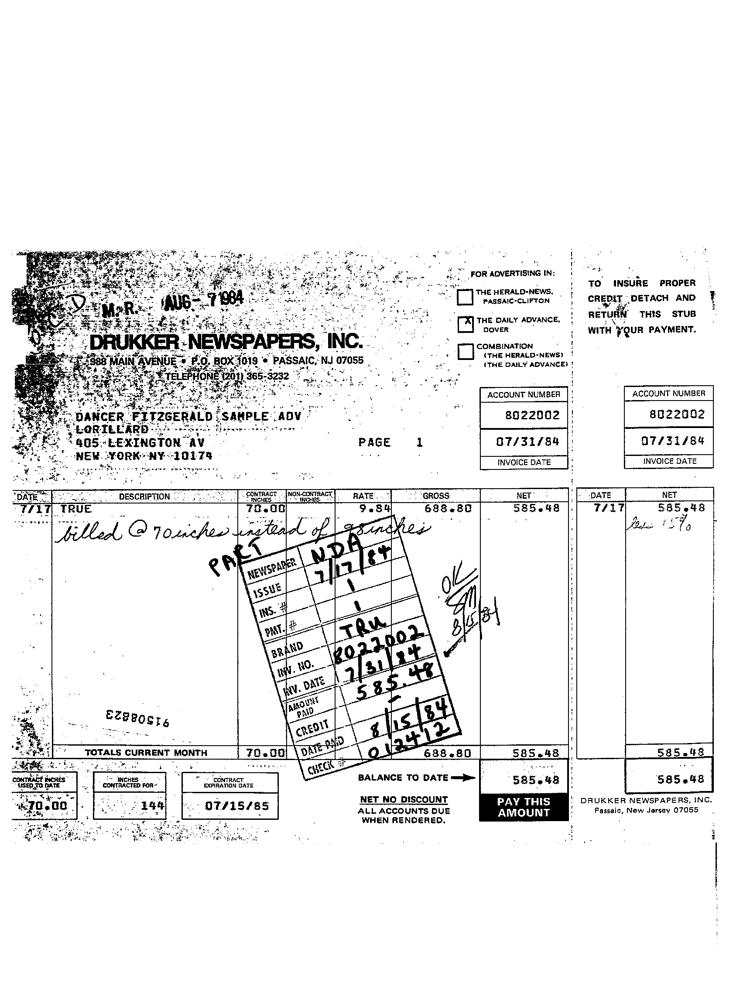 FOR ADVERTISING IN:
THE HERALD-NEWS,
PASSAIC-CLIFTON
X THE DAILY ADVANCE,
DOVER
COMBINATION
(THE HERALD-NEWS)
(THE DAILY ADVANCE)
TO INSURE PROPER
CREDIT DETACH AND
RETURN THIS STUB
WITH YOUR PAYMENT.
M.R. AUG - 7 1984
DRUKKER NEWSPAPERS, INC.
988 MAIN AVENUE • P.O. BOX 1019 • PASSAIC, NJ 07055
TELEPHONE (201) 365-3232
ACCOUNT NUMBER
8022002
07/31/84
INVOICE DATE
ACCOUNT NUMBER
8022002
07/31/84
INVOICE DATE
DANCER FITZGERALD SAMPLE ADV
LORILLARD
405 LEXINGTON AV
NEW YORK NY 10174
PAGE 1
DATE DESCRIPTION CONTRACT INCHES NON-CONTRACT INCHES RATE GROSS NET DATE NET
7/17 TRUE 70.00 9.84 688.80 585.48 7/17 585.48
15%
billed @ 70 inches instead of inches
PART
NEWSPAPER NDA
ISSUE 7/17/84
INS. # 1
PMT. # 1
BRAND TRU
INV. NO. 8022002
INV. DATE 7/31/84
AMOUNT PAID 585.48
CREDIT –
DATE PAID 8/15/84
CHECK # 012412
OK
8/15/84
91508823
TOTALS CURRENT MONTH 70.00 688.80 585.48 585.48
CONTRACT INCHES USED TO DATE
70.00
INCHES CONTRACTED FOR
144
CONTRACT EXPIRATION DATE
07/15/85
BALANCE TO DATE 585.48 585.48
NET NO DISCOUNT
ALL ACCOUNTS DUE
WHEN RENDERED.
PAY THIS
AMOUNT
DRUKKER NEWSPAPERS, INC.
Passaic, New Jersey 07055